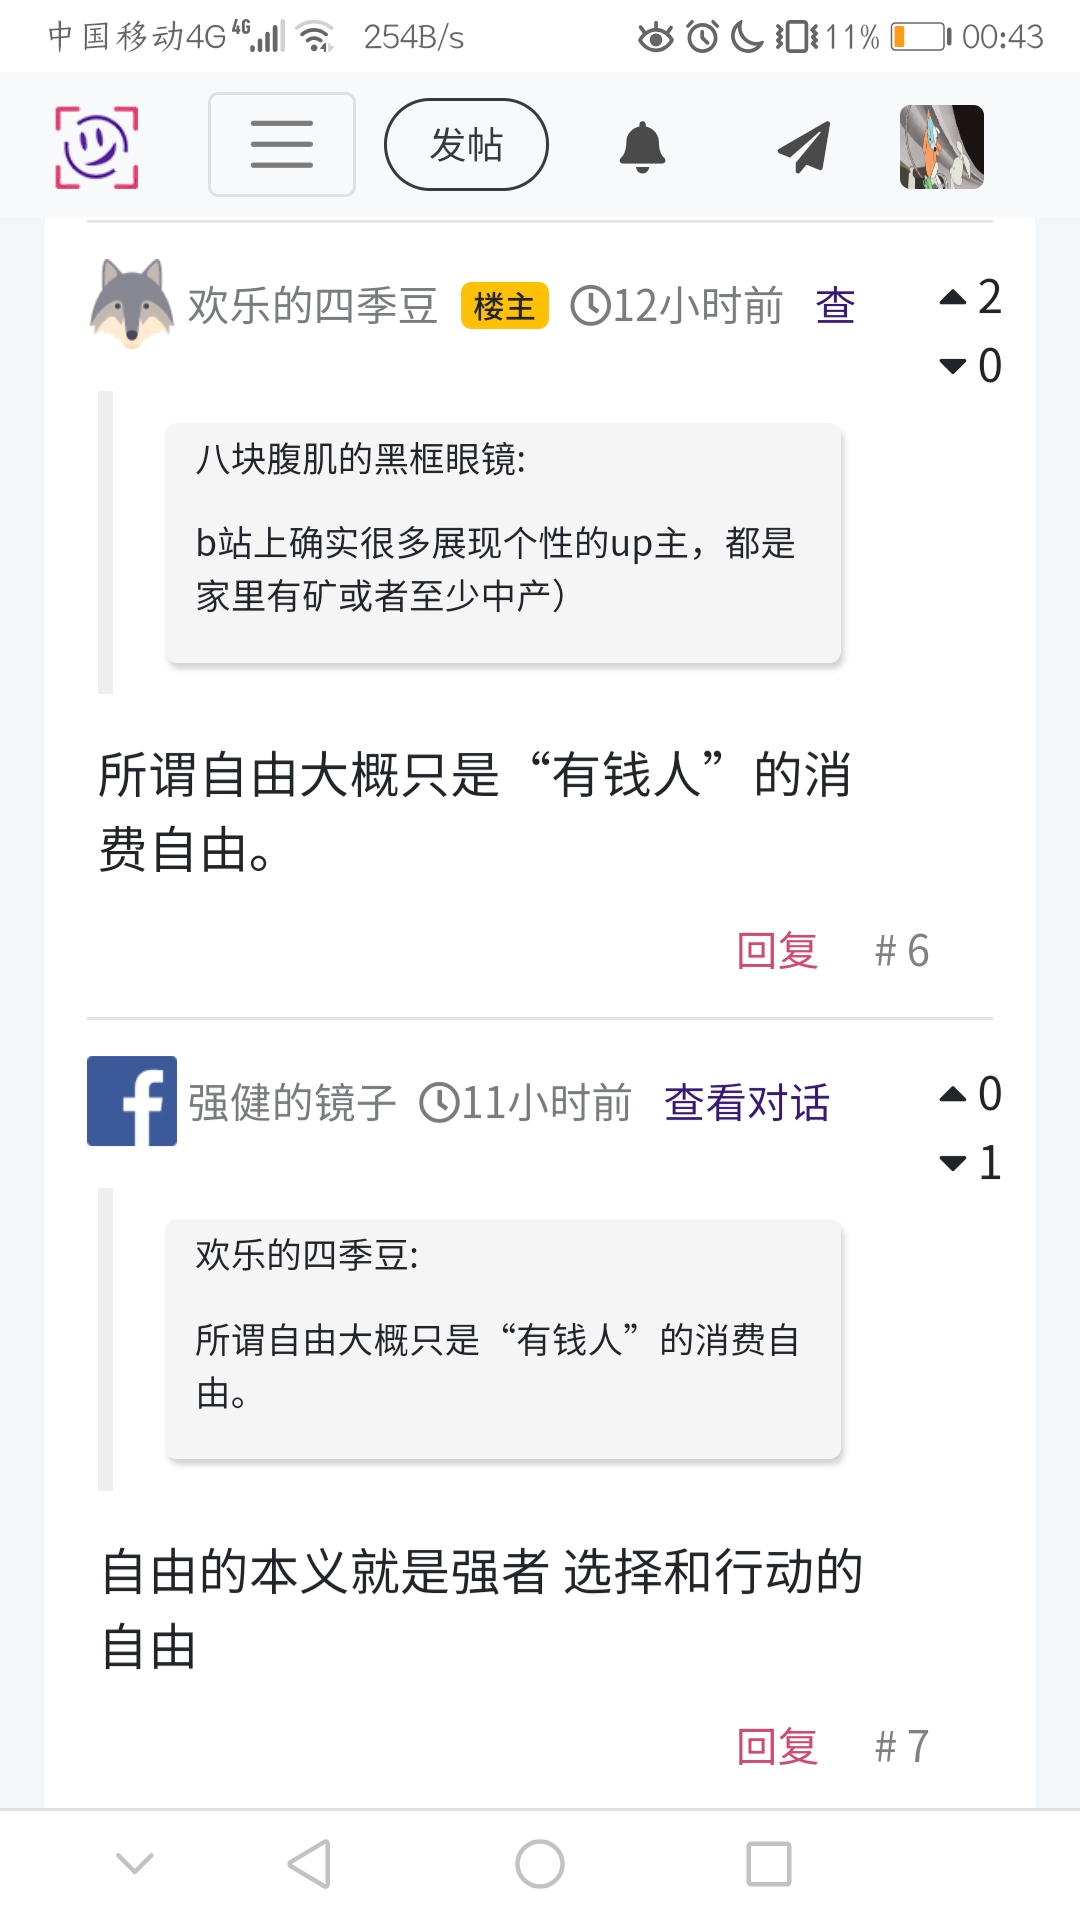 中国移动4G 4G 254B/s 11% 00:43
发帖
欢乐的四季豆 楼主 12小时前 查 2
0
八块腹肌的黑框眼镜:
b站上确实很多展现个性的up主，都是
家里有矿或者至少中产）
所谓自由大概只是“有钱人”的消
费自由。
回复 # 6
强健的镜子 11小时前 查看对话 0
1
欢乐的四季豆:
所谓自由大概只是“有钱人”的消费自
由。
自由的本义就是强者 选择和行动的
自由
回复 # 7